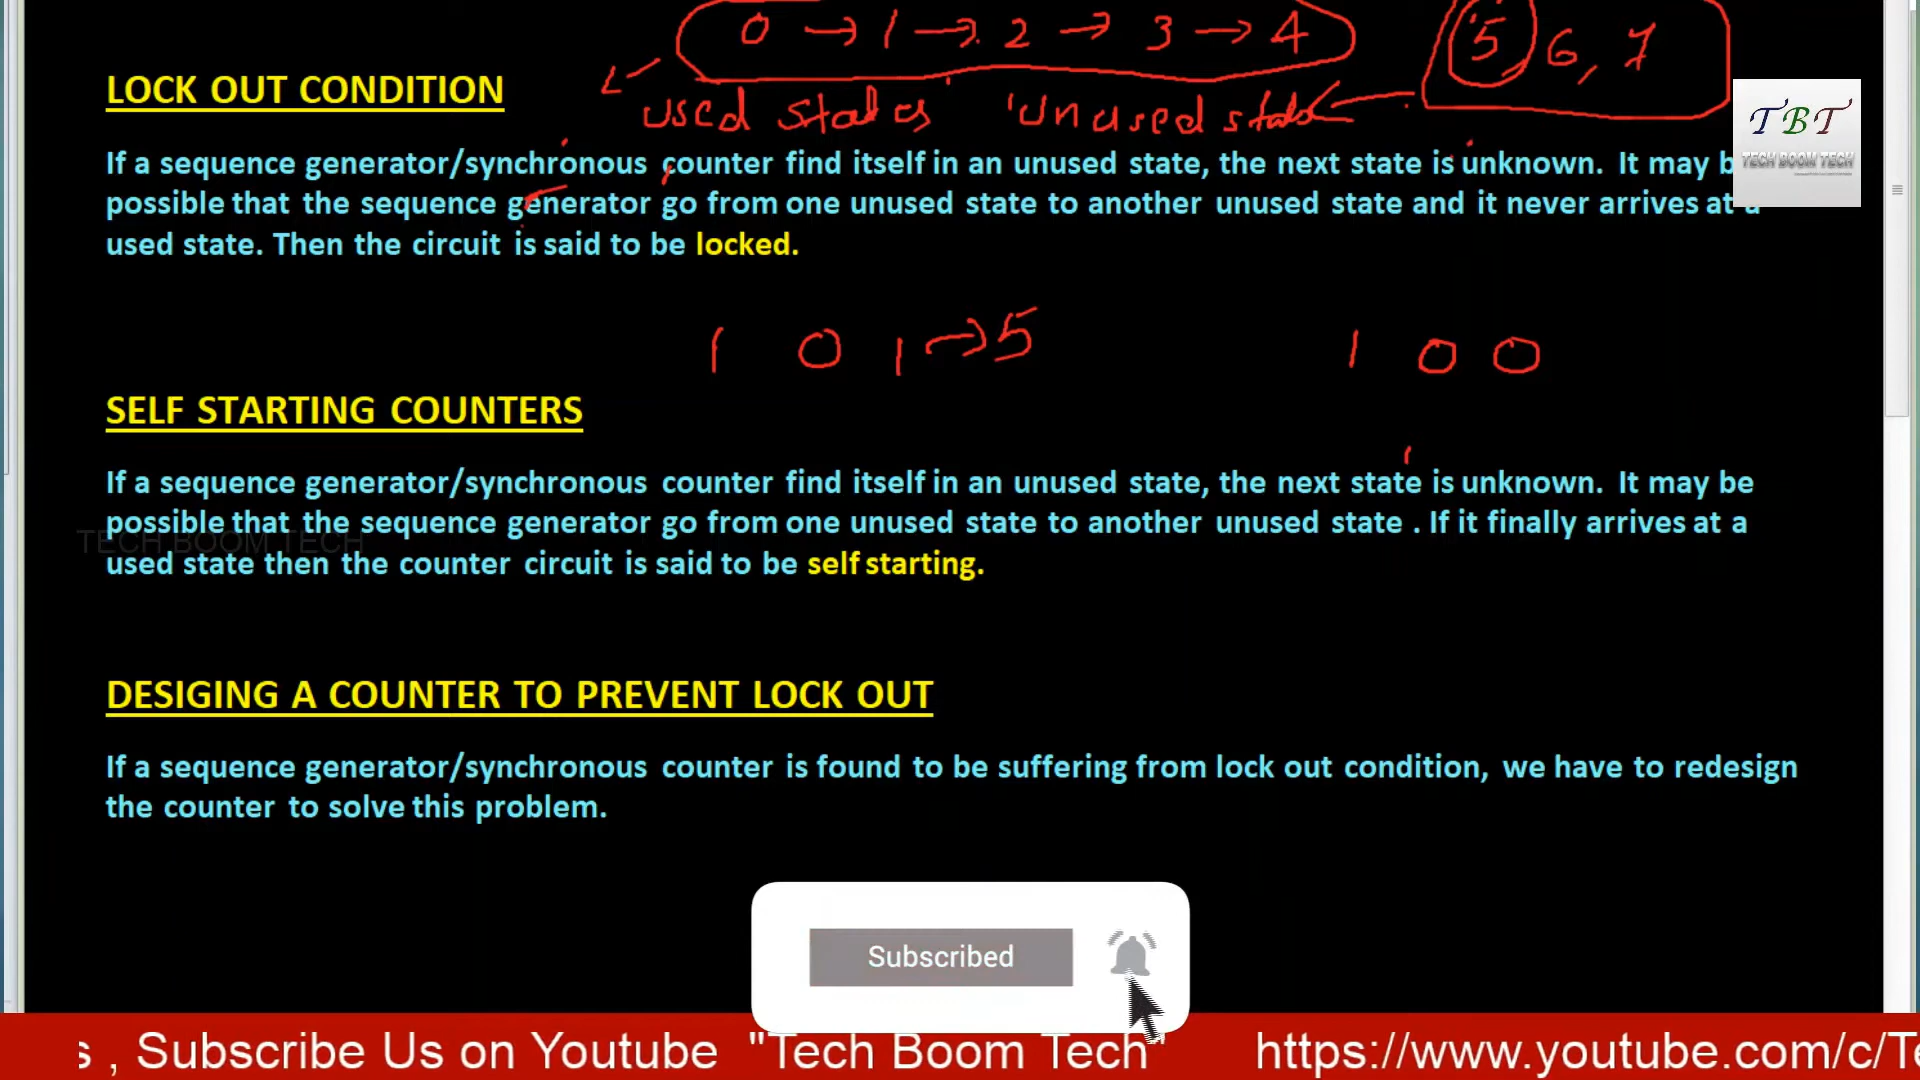 0 → 1 → 2 → 3 → 4 5, 6, 7
LOCK OUT CONDITION
used states unused states
TBT
TECH BOOM TECH
If a sequence generator/synchronous counter find itself in an unused state, the next state is unknown. It may
possible that the sequence generator go from one unused state to another unused state and it never arrives at a
used state. Then the circuit is said to be locked.
1 0 1 → 5 1 0 0
SELF STARTING COUNTERS
If a sequence generator/synchronous counter find itself in an unused state, the next state is unknown. It may be
possible that the sequence generator go from one unused state to another unused state . If it finally arrives at a
TECH BOOM TECH
used state then the counter circuit is said to be self starting.
DESIGING A COUNTER TO PREVENT LOCK OUT
If a sequence generator/synchronous counter is found to be suffering from lock out condition, we have to redesign
the counter to solve this problem.
Subscribed
s , Subscribe Us on Youtube "Tech Boom Tech" https://www.youtube.com/c/Te